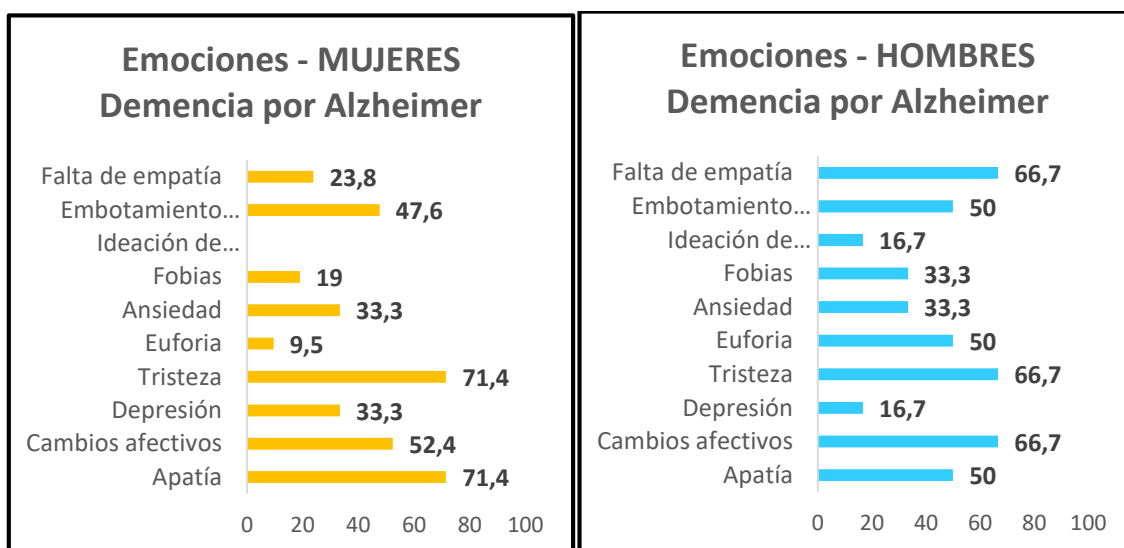 Emociones - MUJERES
Demencia por Alzheimer
Falta de empatía 23,8
Embotamiento... 47,6
Ideación de...
Fobias 19
Ansiedad 33,3
Euforia 9,5
Tristeza 71,4
Depresión 33,3
Cambios afectivos 52,4
Apatía 71,4
0 20 40 60 80 100
Emociones - HOMBRES
Demencia por Alzheimer
Falta de empatía 66,7
Embotamiento... 50
Ideación de... 16,7
Fobias 33,3
Ansiedad 33,3
Euforia 50
Tristeza 66,7
Depresión 16,7
Cambios afectivos 66,7
Apatía 50
0 20 40 60 80 100